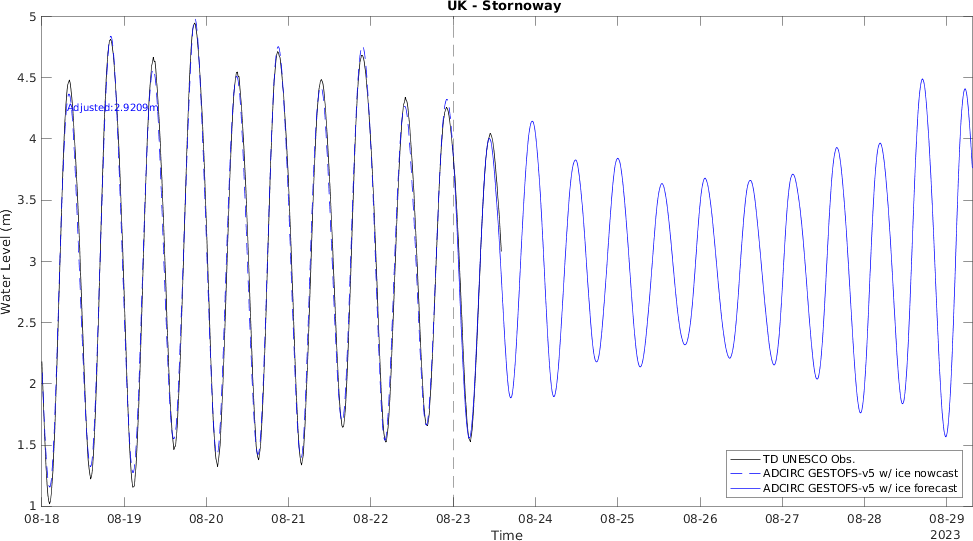 UK - Stornoway
5
4.5
Adjusted:2.9209m
4
3.5
3
2.5
2
1.5
1
Water Level (m)
TD UNESCO Obs.
ADCIRC GESTOFS-v5 w/ ice nowcast
ADCIRC GESTOFS-v5 w/ ice forecast
08-18 08-19 08-20 08-21 08-22 08-23 08-24 08-25 08-26 08-27 08-28 08-29
Time
2023